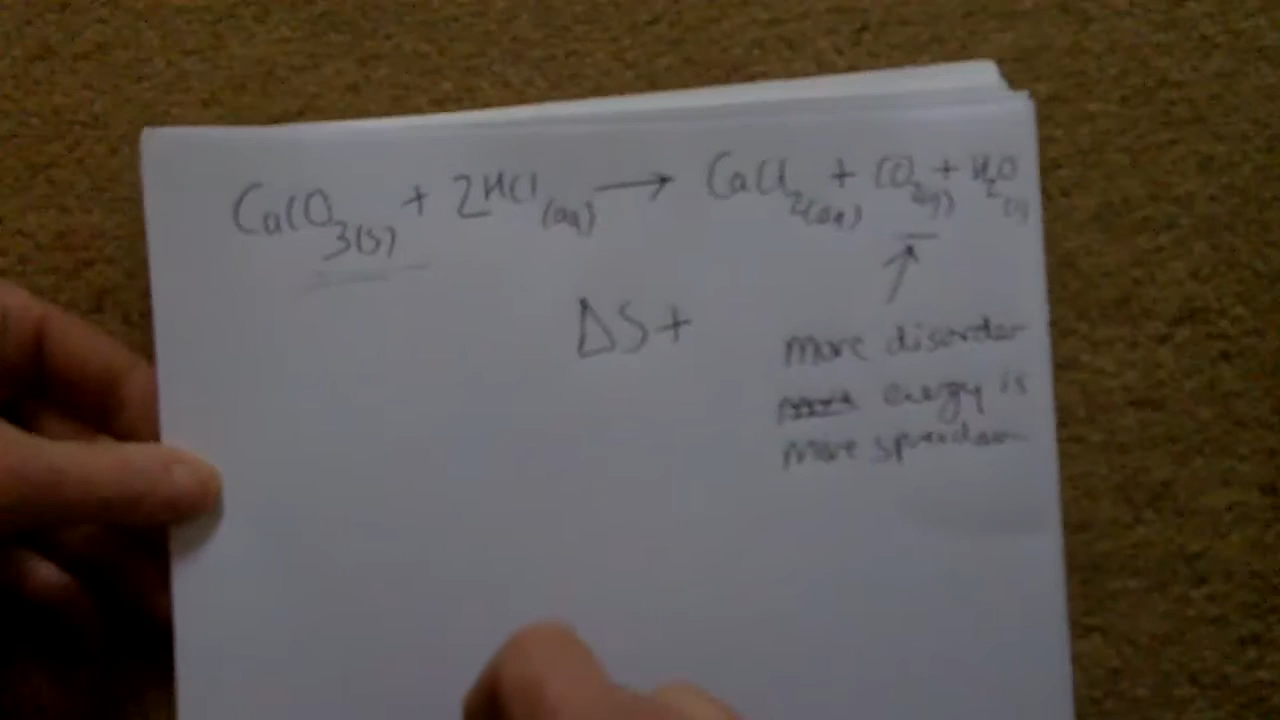 CaCO3(s) + 2HCl(aq) → CaCl2(aq) + CO2(g) + H2O(l)
ΔS+
more disorder
energy is
more spread